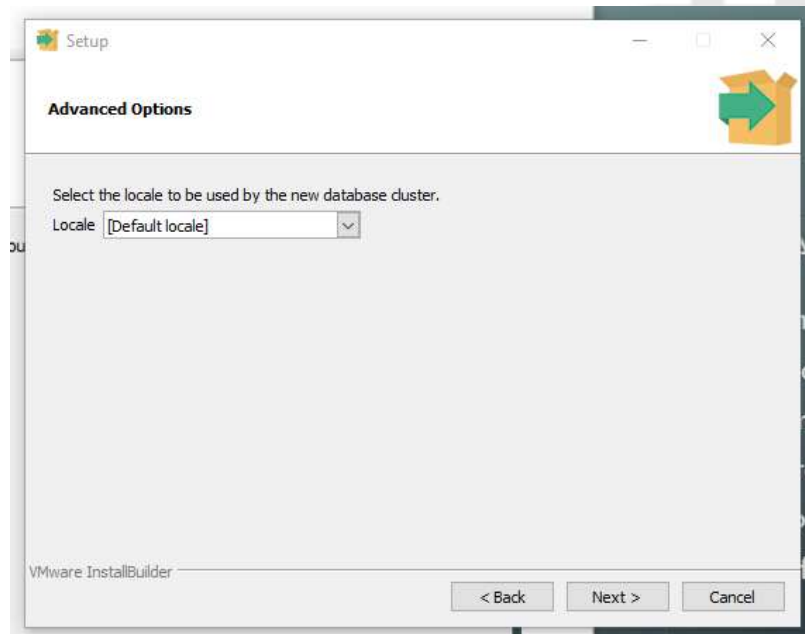 Setup
Advanced Options
Select the locale to be used by the new database cluster.
Locale [Default locale]
VMware InstallBuilder
< Back Next > Cancel